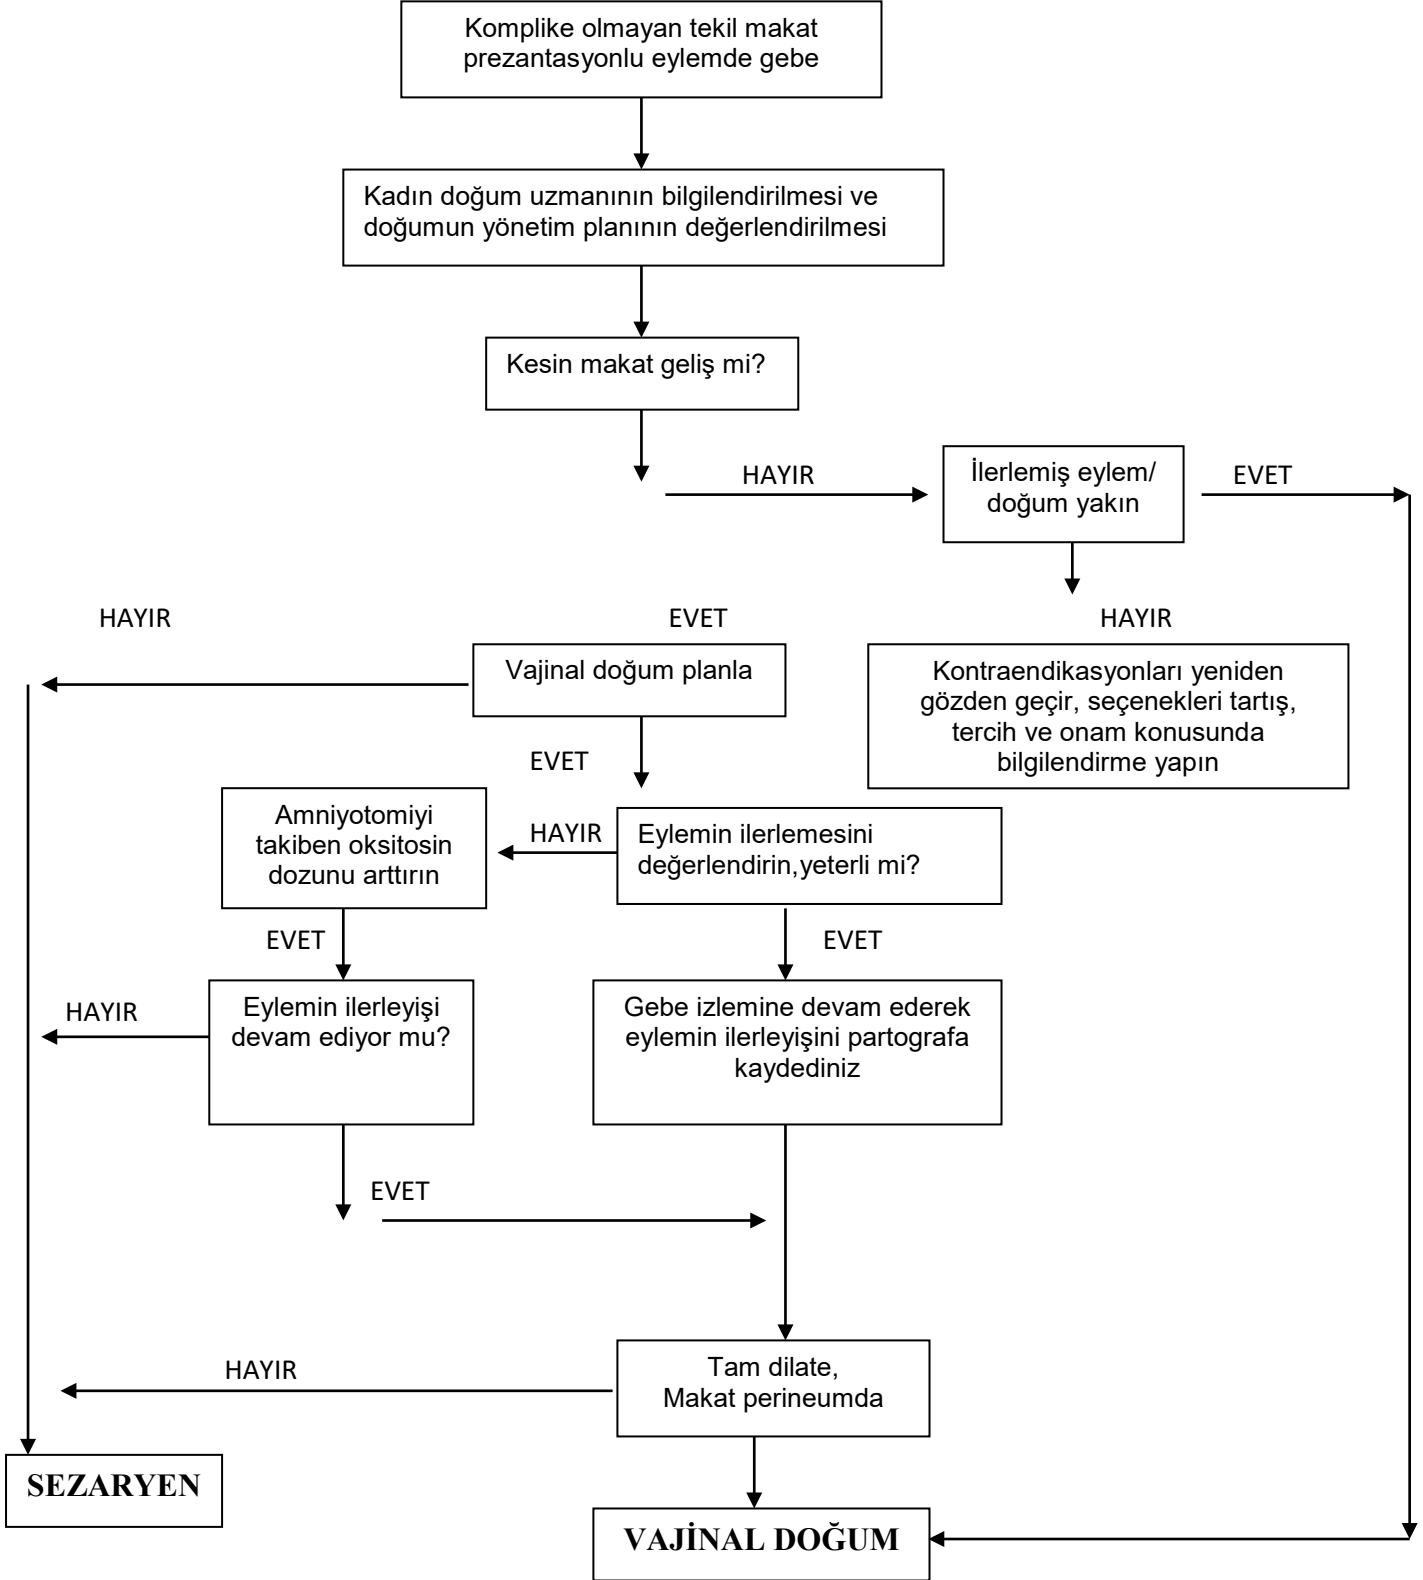 Komplike olmayan tekil makat
prezantasyonlu eylemde gebe
Kadın doğum uzmanının bilgilendirilmesi ve
doğumun yönetim planının değerlendirilmesi
Kesin makat geliş mi?
HAYIR
İlerlemiş eylem/
doğum yakın
EVET
HAYIR
EVET
HAYIR
Vajinal doğum planla
Kontraendikasyonları yeniden
gözden geçir, seçenekleri tartış,
tercih ve onam konusunda
bilgilendirme yapın
EVET
Amniyotomiyi
takiben oksitosin
dozunu arttırın
HAYIR
Eylemin ilerlemesini
değerlendirin,yeterli mi?
EVET
EVET
HAYIR
Eylemin ilerleyişi
devam ediyor mu?
Gebe izlemine devam ederek
eylemin ilerleyişini partografa
kaydediniz
EVET
HAYIR
Tam dilate,
Makat perineumda
SEZARYEN
VAJİNAL DOĞUM